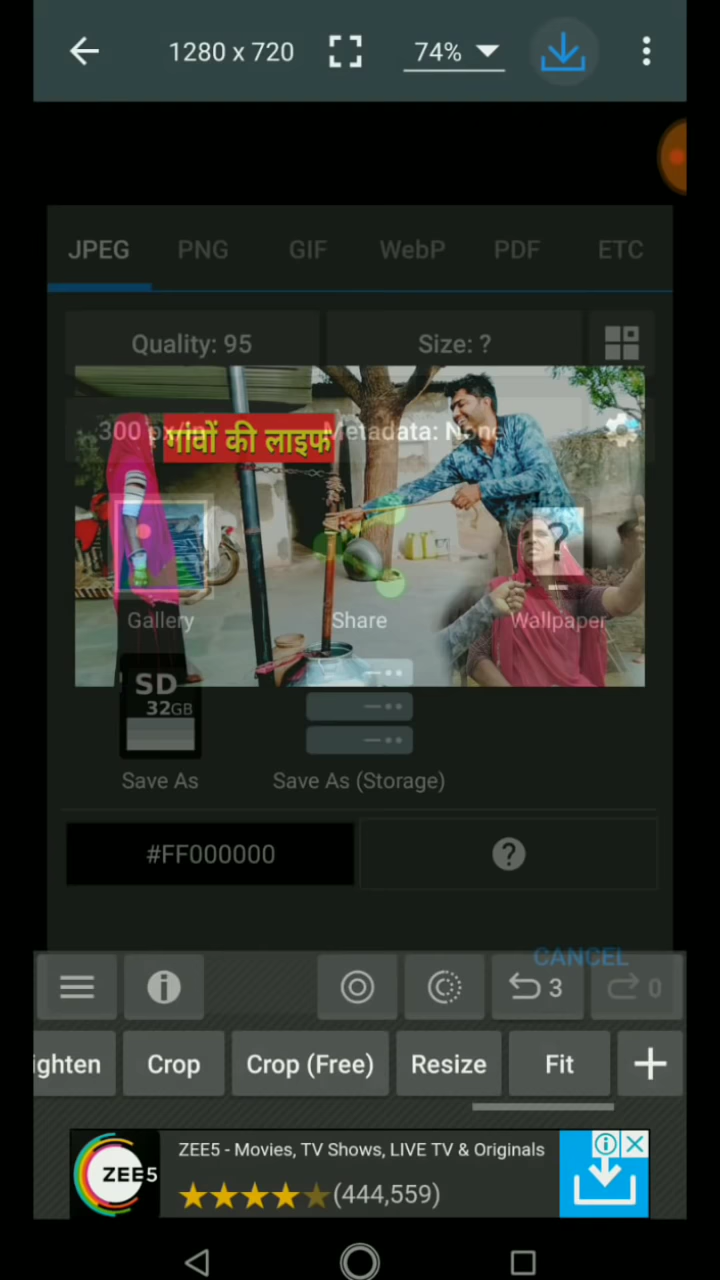 1280 x 720 74%
JPEG PNG GIF WebP PDF ETC
Quality: 95 Size: ?
300 px/in Metadata: None
गांवों की लाइफ
?
Gallery Share Wallpaper
SD
32GB
Save As Save As (Storage)
#FF000000 ?
CANCEL
i 3 0
ighten Crop Crop (Free) Resize Fit +
ZEE5 ZEE5 - Movies, TV Shows, LIVE TV & Originals
(444,559)